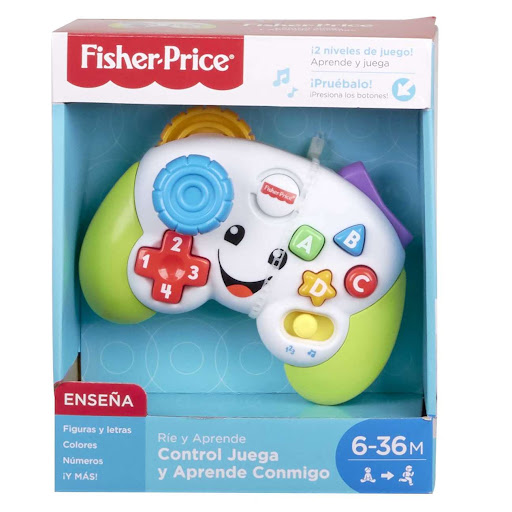 Fisher-Price®
¡2 niveles de juego!
Aprende y juega
¡Pruébalo!
¡Presiona los botones!
Fisher-Price
A
B
C
D
2
1
3
4
ENSEÑA
Figuras y letras
Colores
Números
¡Y MÁS!
Ríe y Aprende
Control Juega
y Aprende Conmigo
6-36M